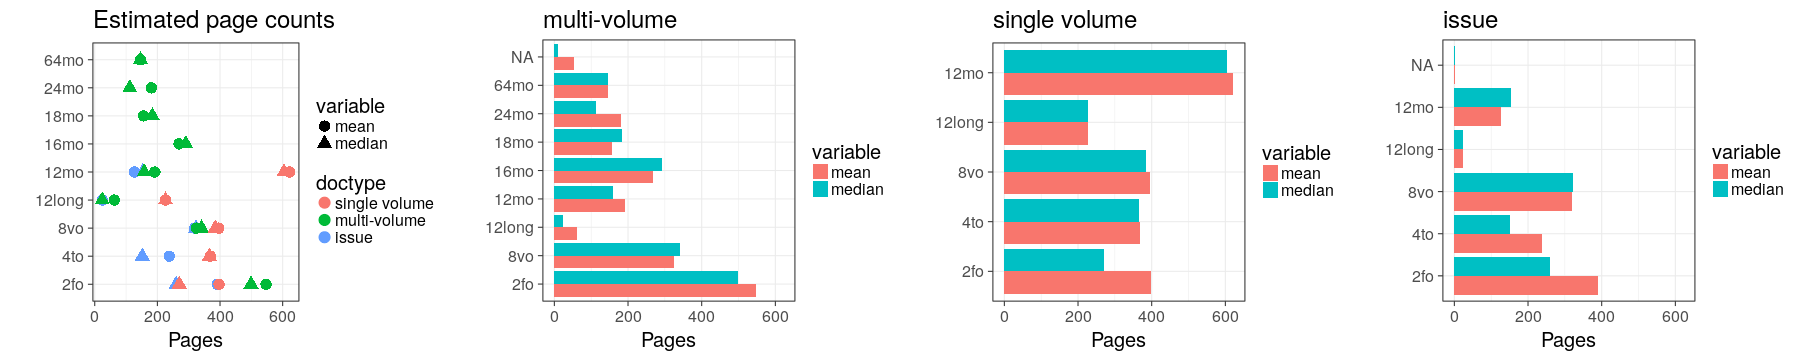 Estimated page counts
64mo
24mo
18mo
16mo
12mo
12long
8vo
4to
2fo
0 200 400 600
Pages
variable
mean
median
doctype
single volume
multi-volume
issue
multi-volume
NA
64mo
24mo
18mo
16mo
12mo
12long
8vo
2fo
0 200 400 600
Pages
variable
mean
median
single volume
12mo
12long
8vo
4to
2fo
0 200 400 600
Pages
variable
mean
median
issue
NA
12mo
12long
8vo
4to
2fo
0 200 400 600
Pages
variable
mean
median